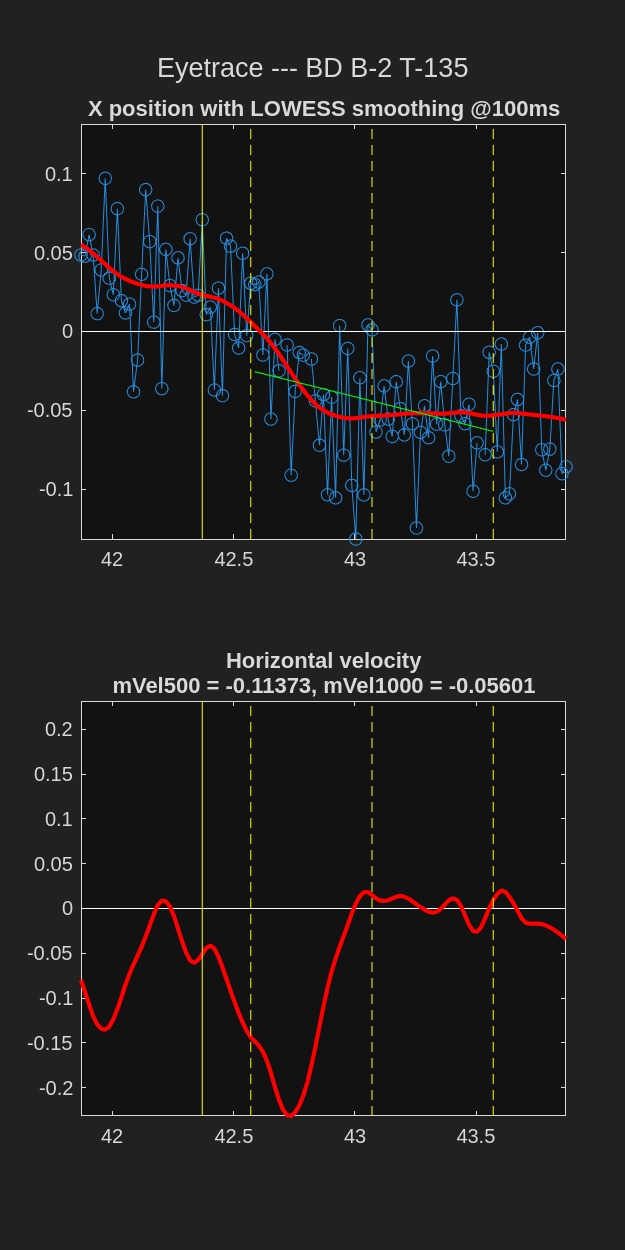 Eyetrace --- BD B-2 T-135
X position with LOWESS smoothing @100ms
0.1
0.05
0
-0.05
-0.1
42 42.5 43 43.5
Horizontal velocity
mVel500 = -0.11373, mVel1000 = -0.05601
0.2
0.15
0.1
0.05
0
-0.05
-0.1
-0.15
-0.2
42 42.5 43 43.5